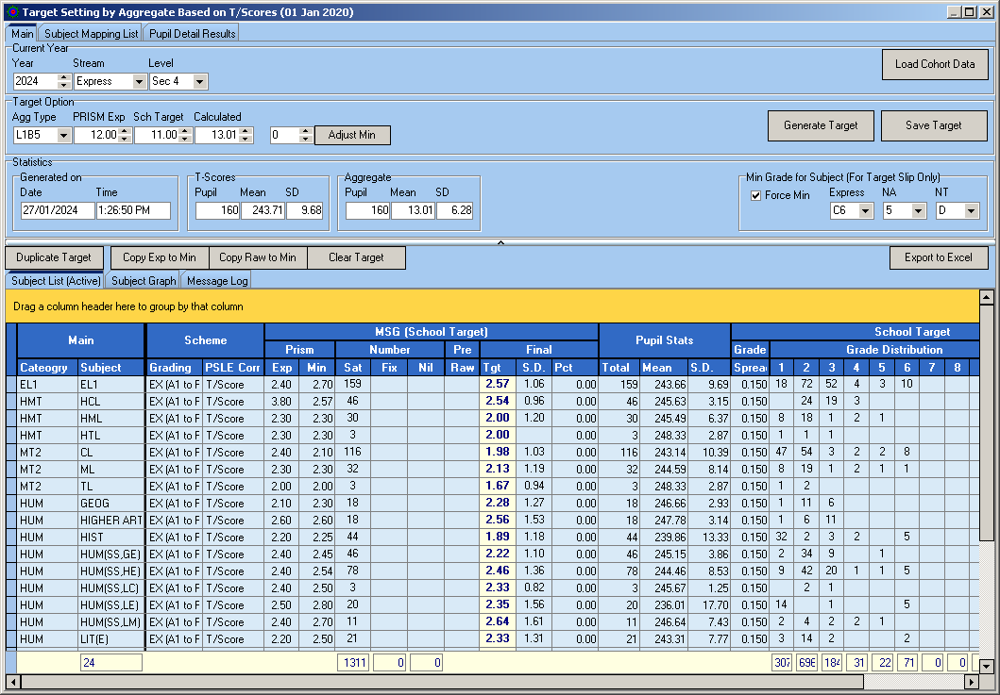 Target Setting by Aggregate Based on T/Scores (01 Jan 2020)
Main Subject Mapping List Pupil Detail Results
Current Year
Year Stream Level
2024 Express Sec 4
Load Cohort Data
Target Option
Agg Type PRISM Exp Sch Target Calculated
L1B5 12.00 11.00 13.01 0 Adjust Min
Generate Target Save Target
Statistics
Generated on T-Scores Aggregate Min Grade for Subject (For Target Slip Only)
Date Time Pupil Mean SD Pupil Mean SD Force Min Express NA NT
27/01/2024 1:26:50 PM 160 243.71 9.68 160 13.01 6.28 C6 5 D
Duplicate Target Copy Exp to Min Copy Raw to Min Clear Target Export to Excel
Subject List (Active) Subject Graph Message Log
Drag a column header here to group by that column
Main Scheme MSG (School Target) Pupil Stats School Target
Prism Number Pre Final Grade Grade Distribution
Cateogry Subject Grading PSLE Corr Exp Min Sat Fix Nil Raw Tgt S.D. Pct Total Mean S.D. Sprea 1 2 3 4 5 6 7 8
EL1 EL1 EX (A1 to F T/Score 2.40 2.70 159 2.57 1.06 0.00 159 243.66 9.69 0.150 18 72 52 4 3 10
HMT HCL EX (A1 to F T/Score 3.80 2.57 46 2.54 0.96 0.00 46 245.63 3.15 0.150 24 19 3
HMT HML EX (A1 to F T/Score 2.30 2.30 30 2.00 1.20 0.00 30 245.49 6.37 0.150 8 18 1 2 1
HMT HTL EX (A1 to F T/Score 2.30 2.30 3 2.00 0.00 3 248.33 2.87 0.150 1 1 1
MT2 CL EX (A1 to F T/Score 2.40 2.10 116 1.98 1.03 0.00 116 243.14 10.39 0.150 47 54 3 2 2 8
MT2 ML EX (A1 to F T/Score 2.30 2.30 32 2.13 1.19 0.00 32 244.59 8.14 0.150 8 19 1 2 1 1
MT2 TL EX (A1 to F T/Score 2.00 2.00 3 1.67 0.94 0.00 3 248.33 2.87 0.150 1 2
HUM GEOG EX (A1 to F T/Score 2.10 2.30 18 2.28 1.27 0.00 18 246.66 2.93 0.150 1 11 6
HUM HIGHER ART EX (A1 to F T/Score 2.60 2.60 18 2.56 1.53 0.00 18 247.78 3.14 0.150 1 6 11
HUM HIST EX (A1 to F T/Score 2.20 2.25 44 1.89 1.18 0.00 44 239.86 13.33 0.150 32 2 3 2 5
HUM HUM(SS,GE) EX (A1 to F T/Score 2.40 2.45 46 2.22 1.10 0.00 46 245.15 3.86 0.150 2 34 9 1
HUM HUM(SS,HE) EX (A1 to F T/Score 2.40 2.54 78 2.46 1.36 0.00 78 244.46 8.53 0.150 9 42 20 1 1 5
HUM HUM(SS,LC) EX (A1 to F T/Score 2.40 2.50 3 2.33 0.82 0.00 3 245.67 1.25 0.150 2 1
HUM HUM(SS,LE) EX (A1 to F T/Score 2.50 2.80 20 2.35 1.56 0.00 20 236.01 17.70 0.150 14 1 5
HUM HUM(SS,LM) EX (A1 to F T/Score 2.40 2.70 11 2.64 1.61 0.00 11 246.64 7.43 0.150 2 4 2 2 1
HUM LIT(E) EX (A1 to F T/Score 2.20 2.50 21 2.33 1.31 0.00 21 243.31 7.77 0.150 3 14 2 2
24 1311 0 0 307 696 184 31 22 71 0 0